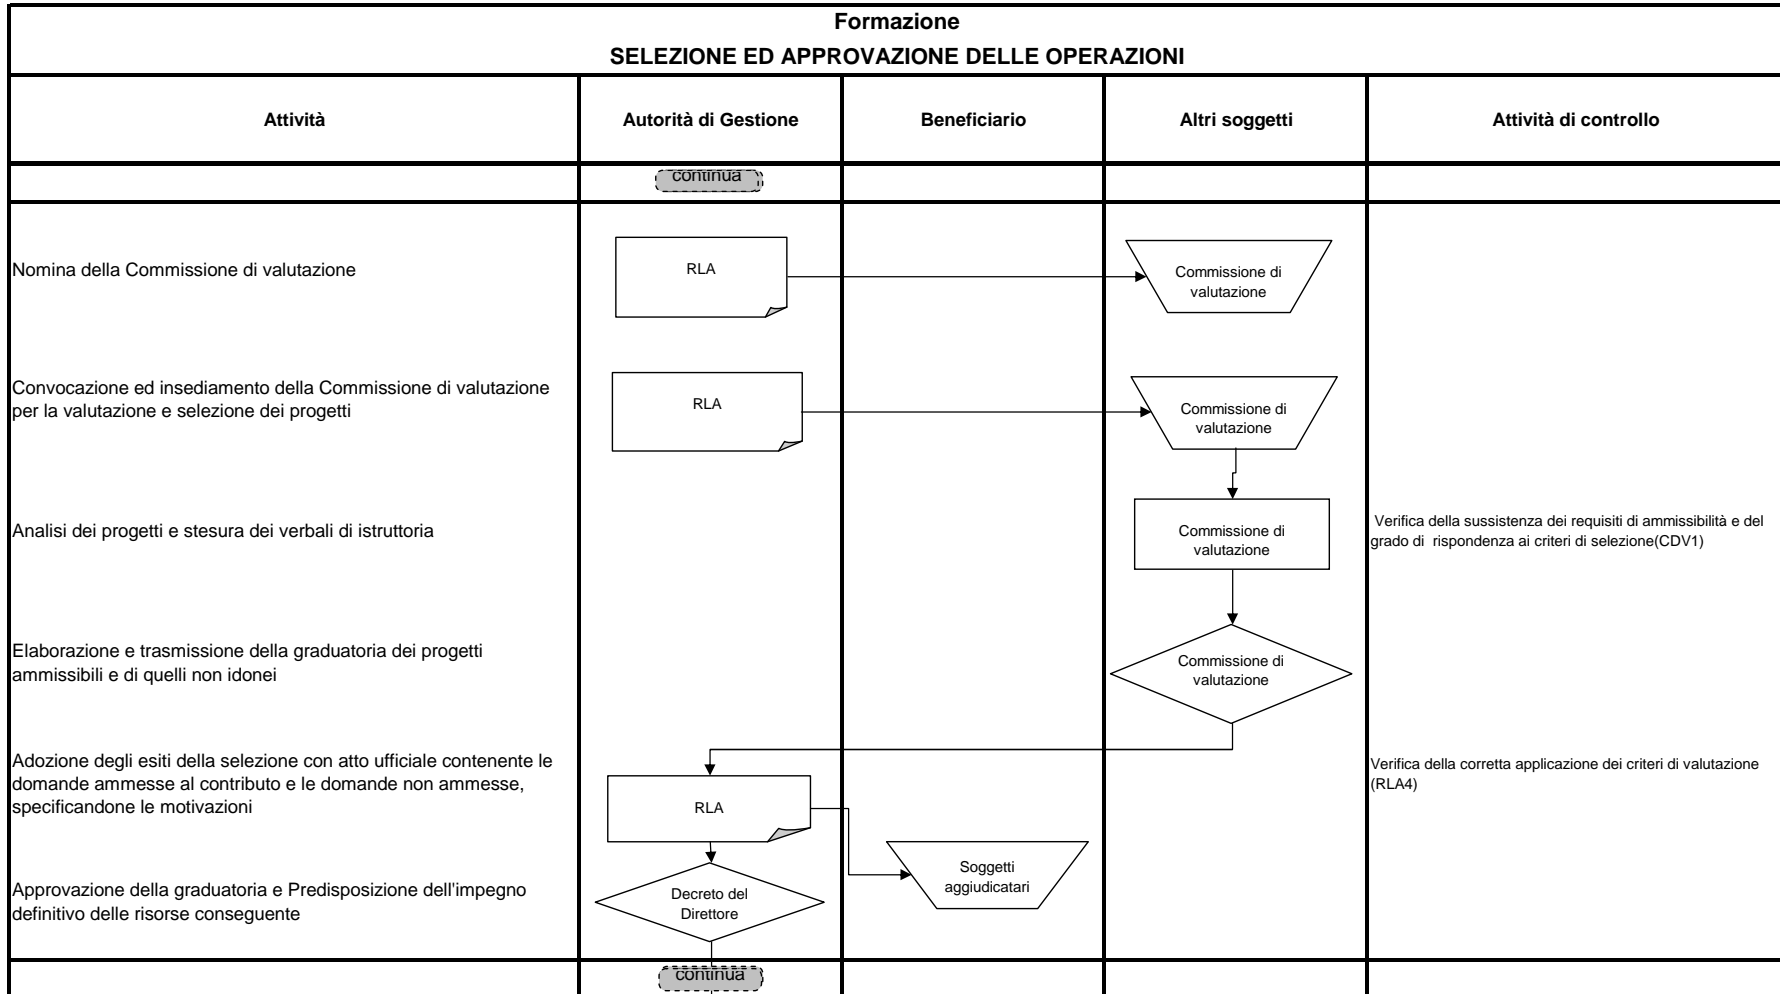 Formazione
SELEZIONE ED APPROVAZIONE DELLE OPERAZIONI
Attività
Autorità di Gestione
Beneficiario
Altri soggetti
Attività di controllo
continua
Nomina della Commissione di valutazione
RLA
Commissione di
valutazione
Convocazione ed insediamento della Commissione di valutazione
per la valutazione e selezione dei progetti
RLA
Commissione di
valutazione
Analisi dei progetti e stesura dei verbali di istruttoria
Commissione di
valutazione
Verifica della sussistenza dei requisiti di ammissibilità e del
grado di  rispondenza ai criteri di selezione(CDV1)
Elaborazione e trasmissione della graduatoria dei progetti
ammissibili e di quelli non idonei
Commissione di
valutazione
Adozione degli esiti della selezione con atto ufficiale contenente le
domande ammesse al contributo e le domande non ammesse,
specificandone le motivazioni
RLA
Verifica della corretta applicazione dei criteri di valutazione
(RLA4)
Approvazione della graduatoria e Predisposizione dell'impegno
definitivo delle risorse conseguente
Decreto del
Direttore
Soggetti
aggiudicatari
continua